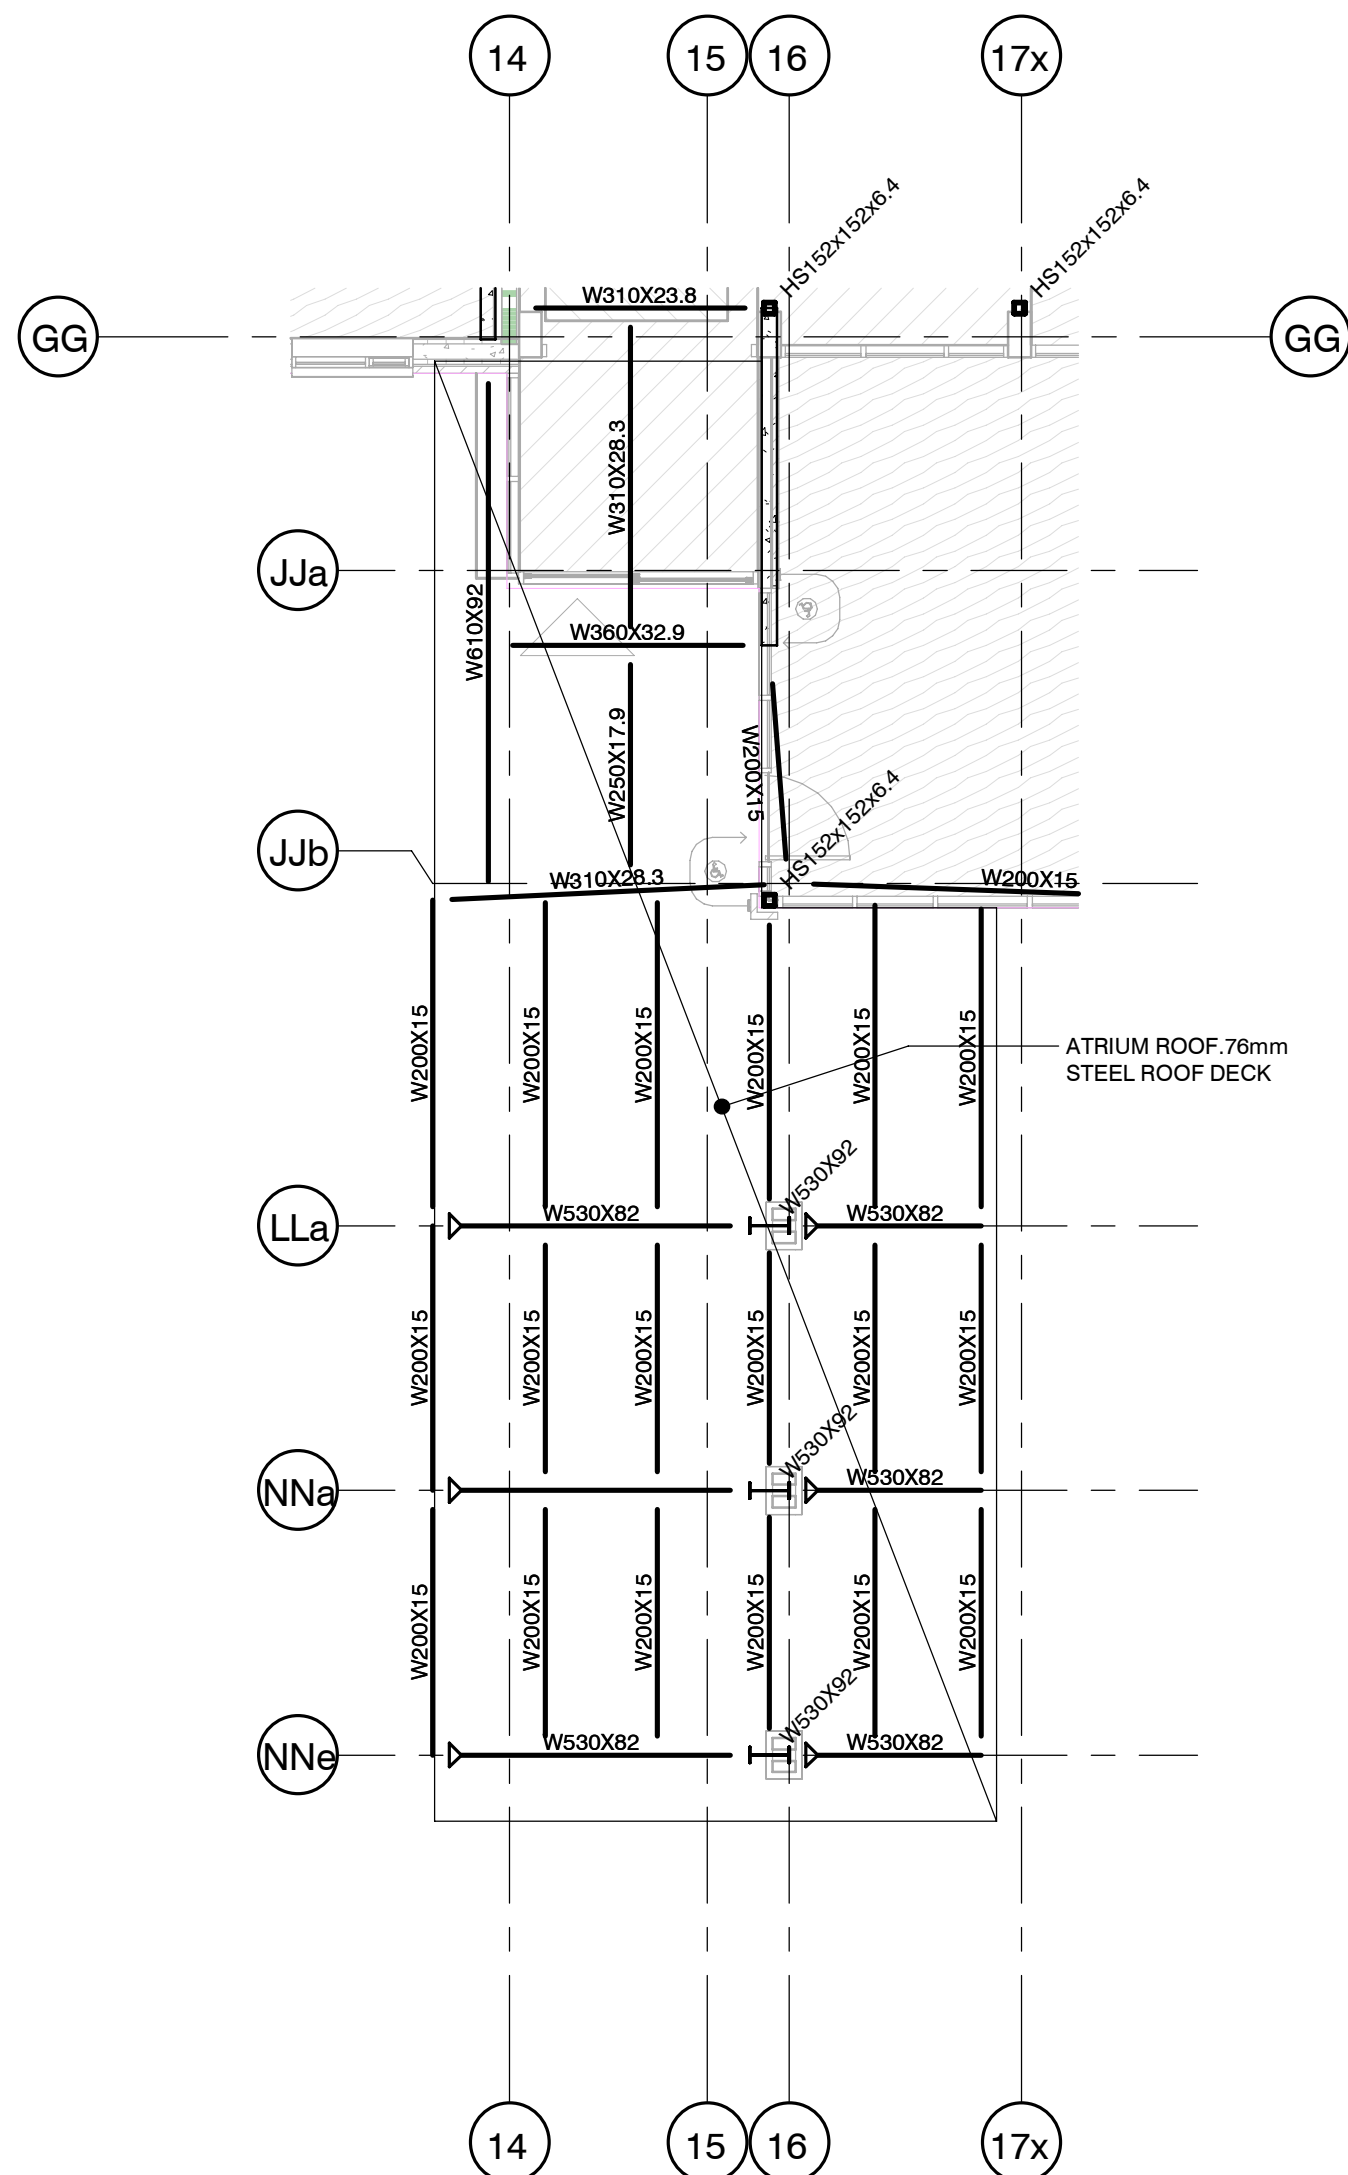 14
15
16
17x
HS152x152x6.4
HS152x152x6.4
W310X23.8
GG
GG
W310X28.3
JJa
W610X92
W360X32.9
W250X17.9
W200X15
HS152x152x6.4
JJb
W310X28.3
W200X15
W200X15
W200X15
W200X15
W200X15
W200X15
W200X15
ATRIUM ROOF.76mm
STEEL ROOF DECK
W530X92
LLa
W530X82
W530X82
W200X15
W200X15
W200X15
W200X15
W200X15
W200X15
W530X92
NNa
W530X82
W200X15
W200X15
W200X15
W200X15
W200X15
W200X15
W530X92
NNe
W530X82
W530X82
14
15
16
17x